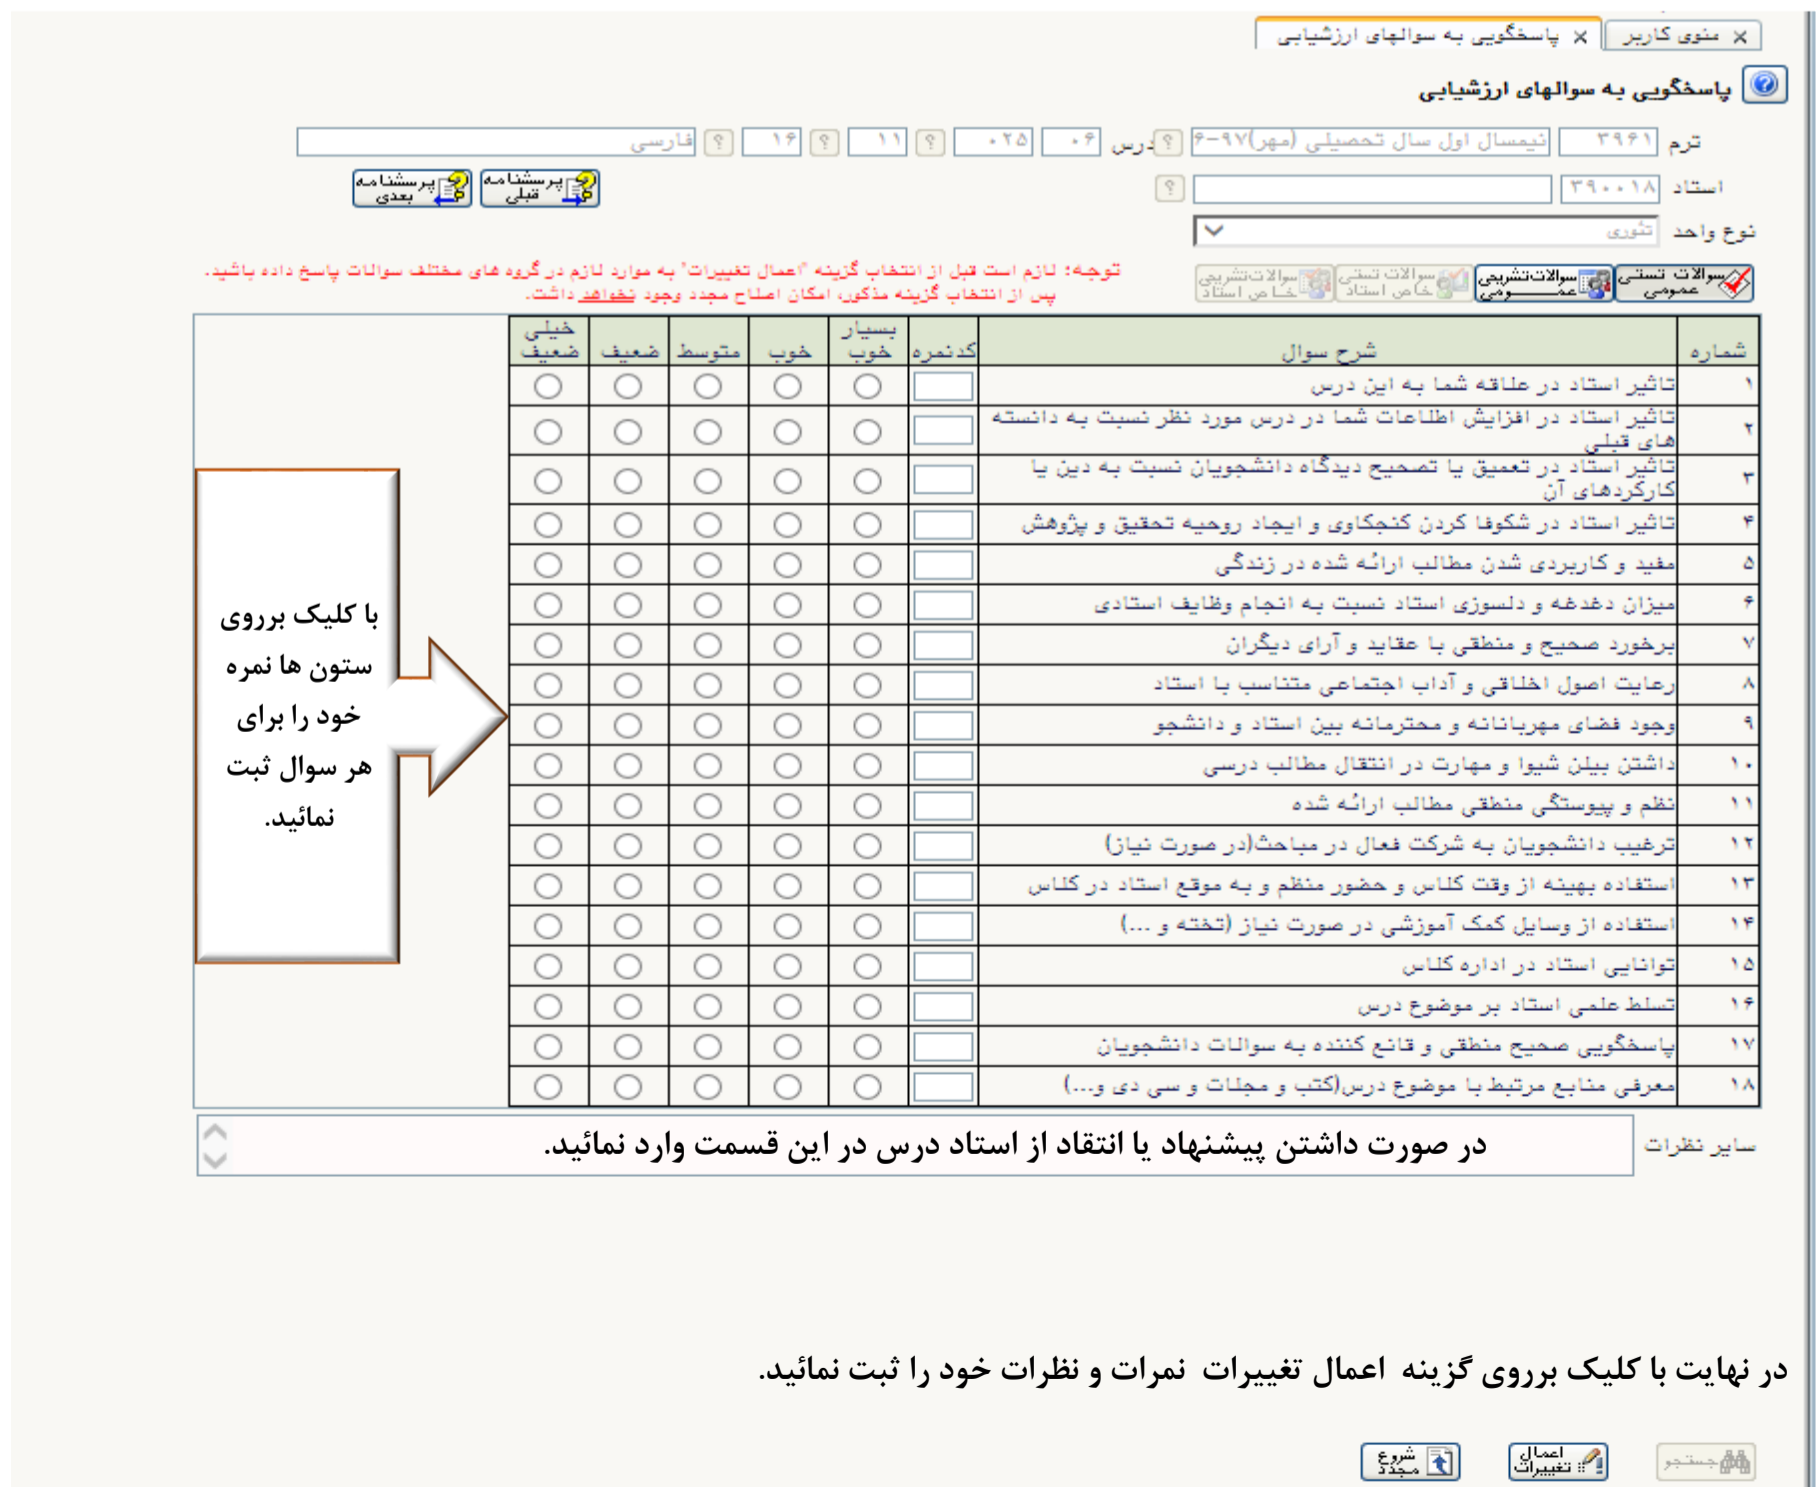 منوی کاربر × پاسخگویی به سوالهای ارزشیابی ×
پاسخگویی به سوالهای ارزشیابی
ترم ۳۹۶۱ نیمسال اول سال تحصیلی (مهر)۹۷-۶ ؟ درس ۰۶ ۰۲۵ ؟ ۱۱ ؟ ۱۶ ؟ فارسی
استاد ۳۹۰۰۱۸ ؟ پرسشنامه قبلی پرسشنامه بعدی
نوع واحد تئوری
سوالات تستی عمومی سوالات تشریحی عمومی سوالات تستی خاص استاد سوالات تشریحی خاص استاد
توجه: لازم است قبل از انتخاب گزینه "اعمال تغییرات" به موارد لازم در گروه های مختلف سوالات پاسخ داده باشید.
پس از انتخاب گزینه مذکور، امکان اصلاح مجدد وجود نخواهد داشت.
شماره شرح سوال کدنمره بسیار خوب خوب متوسط ضعیف خیلی ضعیف
۱ تاثیر استاد در علاقه شما به این درس
۲ تاثیر استاد در افزایش اطلاعات شما در درس مورد نظر نسبت به دانسته
های قبلی
۳ تاثیر استاد در تعمیق یا تصحیح دیدگاه دانشجویان نسبت به دین یا
کارکردهای آن
۴ تاثیر استاد در شکوفا کردن کنجکاوی و ایجاد روحیه تحقیق و پژوهش
۵ مفید و کاربردی شدن مطالب ارائه شده در زندگی
۶ میزان دغدغه و دلسوزی استاد نسبت به انجام وظایف استادی
۷ برخورد صحیح و منطقی با عقاید و آرای دیگران
۸ رعایت اصول اخلاقی و آداب اجتماعی متناسب با استاد
۹ وجود فضای مهربانانه و محترمانه بین استاد و دانشجو
۱۰ داشتن بیلن شیوا و مهارت در انتقال مطالب درسی
۱۱ نظم و پیوستگی منطقی مطالب ارائه شده
۱۲ ترغیب دانشجویان به شرکت فعال در مباحث(در صورت نیاز)
۱۳ استفاده بهینه از وقت کلاس و حضور منظم و به موقع استاد در کلاس
۱۴ استفاده از وسایل کمک آموزشی در صورت نیاز (تخته و ...)
۱۵ توانایی استاد در اداره کلاس
۱۶ تسلط علمی استاد بر موضوع درس
۱۷ پاسخگویی صحیح منطقی و قانع کننده به سوالات دانشجویان
۱۸ معرفی منابع مرتبط با موضوع درس(کتب و مجلات و سی دی و...)
با کلیک برروی
ستون ها نمره
خود را برای
هر سوال ثبت
نمائید.
سایر نظرات در صورت داشتن پیشنهاد یا انتقاد از استاد درس در این قسمت وارد نمائید.
در نهایت با کلیک برروی گزینه اعمال تغییرات نمرات و نظرات خود را ثبت نمائید.
جستجو اعمال تغییرات شروع مجدد